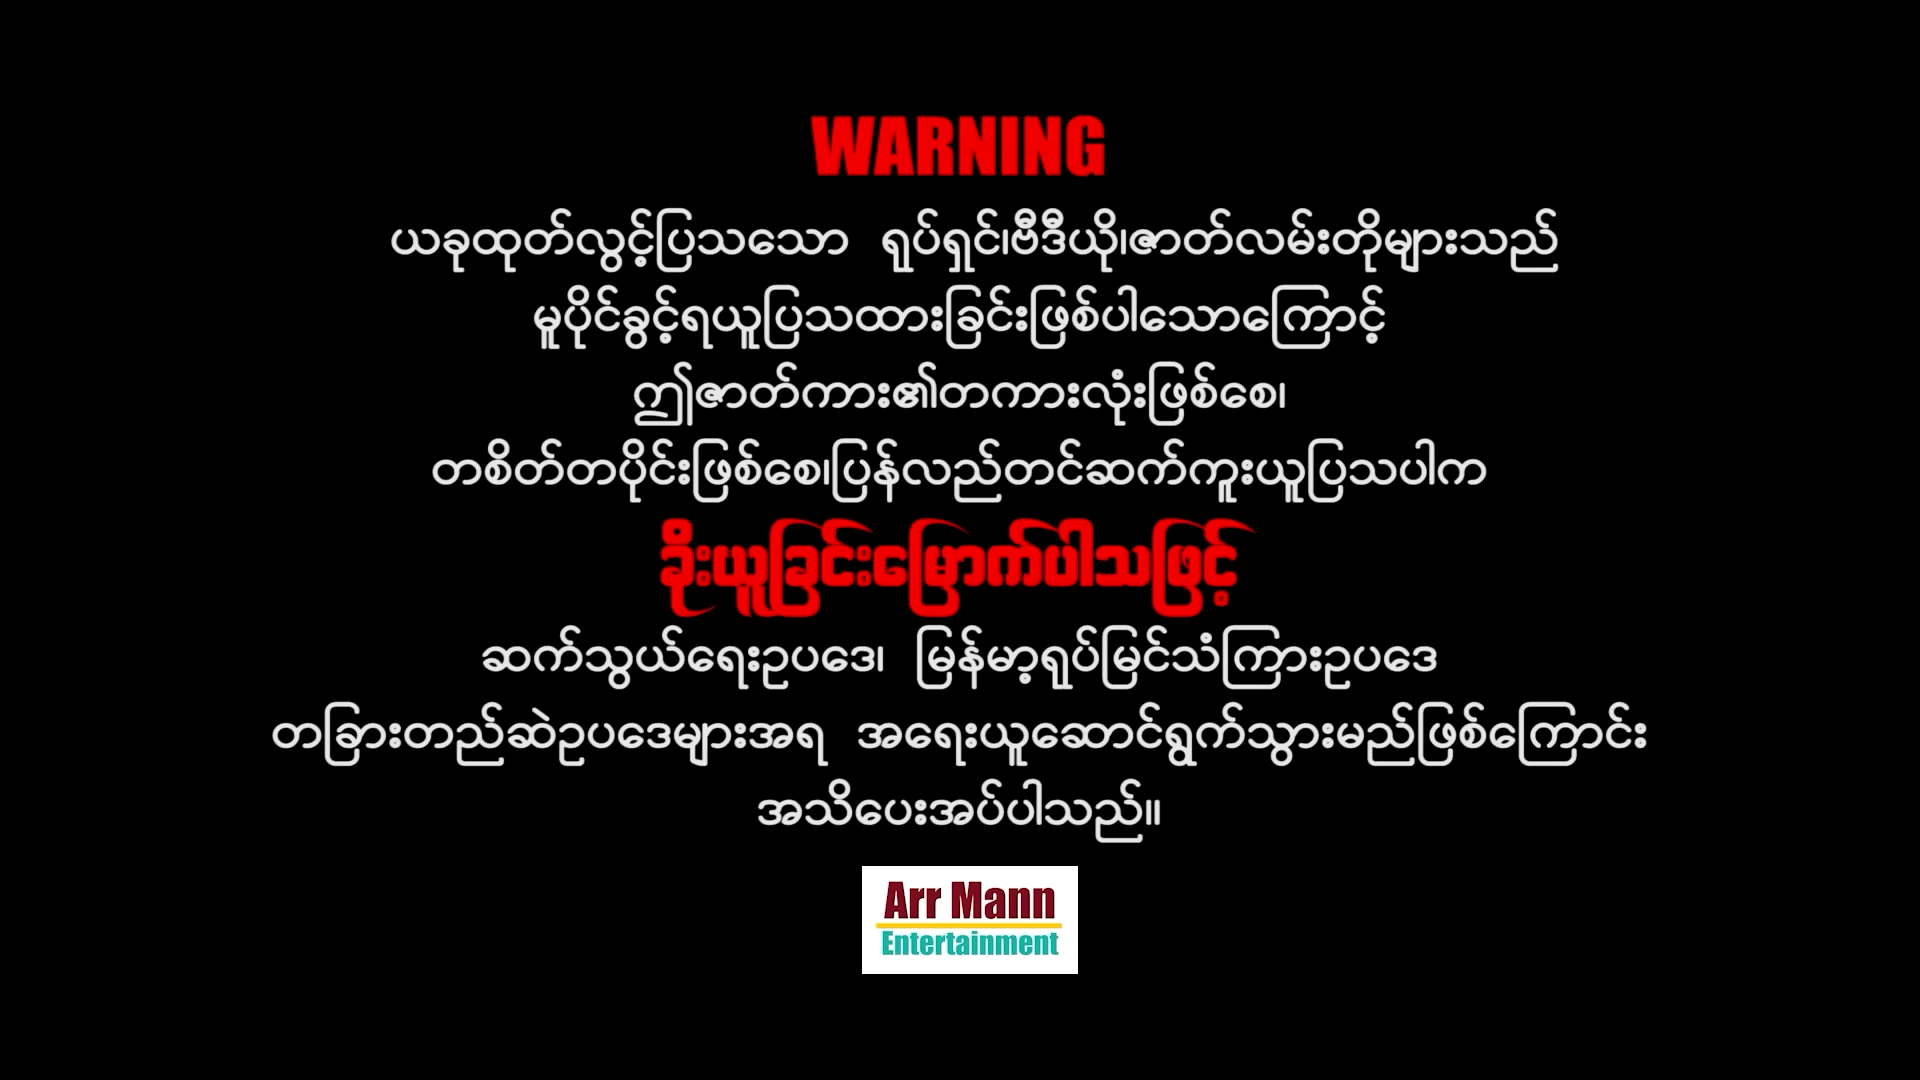 WARNING
ယခုထုတ်လွှင့်ပြသသော ရုပ်ရှင်၊ဗီဒီယို၊ဇာတ်လမ်းတိုများသည်
မူပိုင်ခွင့်ရယူပြသထားခြင်းဖြစ်ပါသောကြောင့်
ဤဇာတ်ကား၏တကားလုံးဖြစ်စေ၊
တစိတ်တပိုင်းဖြစ်စေ၊ပြန်လည်တင်ဆက်ကူးယူပြသပါက
ခိုးယူခြင်းမြောက်ပါသဖြင့်
ဆက်သွယ်ရေးဥပဒေ၊ မြန်မာ့ရုပ်မြင်သံကြားဥပဒေ
တခြားတည်ဆဲဥပဒေများအရ အရေးယူဆောင်ရွက်သွားမည်ဖြစ်ကြောင်း
အသိပေးအပ်ပါသည်။
Arr Mann
Entertainment